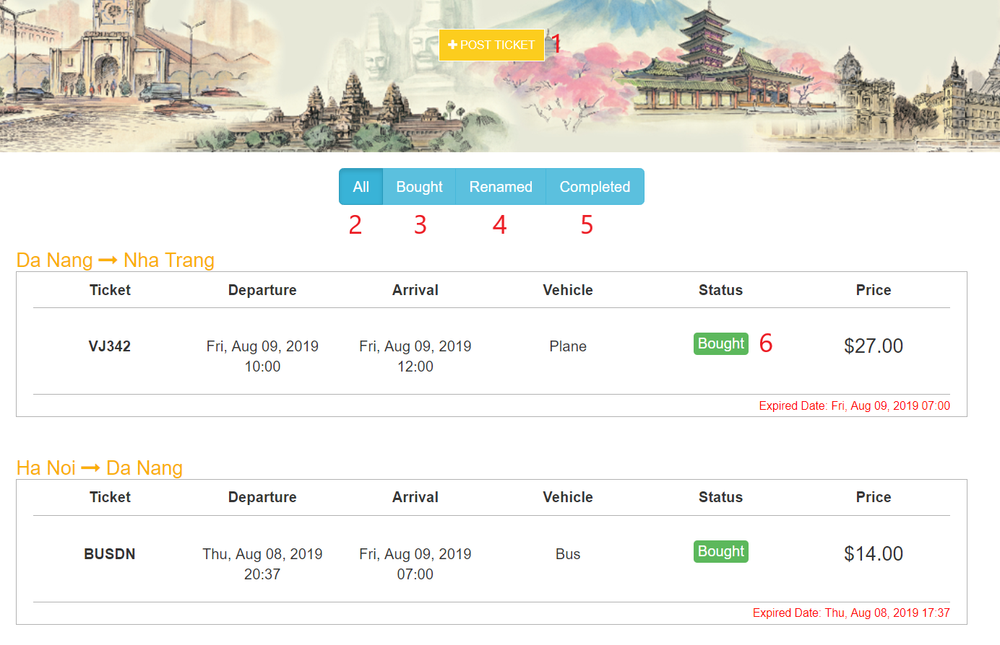 POST TICKET 1
All Bought Renamed Completed
2 3 4 5
Da Nang → Nha Trang
Ticket Departure Arrival Vehicle Status Price
VJ342 Fri, Aug 09, 2019 Fri, Aug 09, 2019 Plane Bought 6 $27.00
10:00 12:00
Expired Date: Fri, Aug 09, 2019 07:00
Ha Noi → Da Nang
Ticket Departure Arrival Vehicle Status Price
BUSDN Thu, Aug 08, 2019 Fri, Aug 09, 2019 Bus Bought $14.00
20:37 07:00
Expired Date: Thu, Aug 08, 2019 17:37